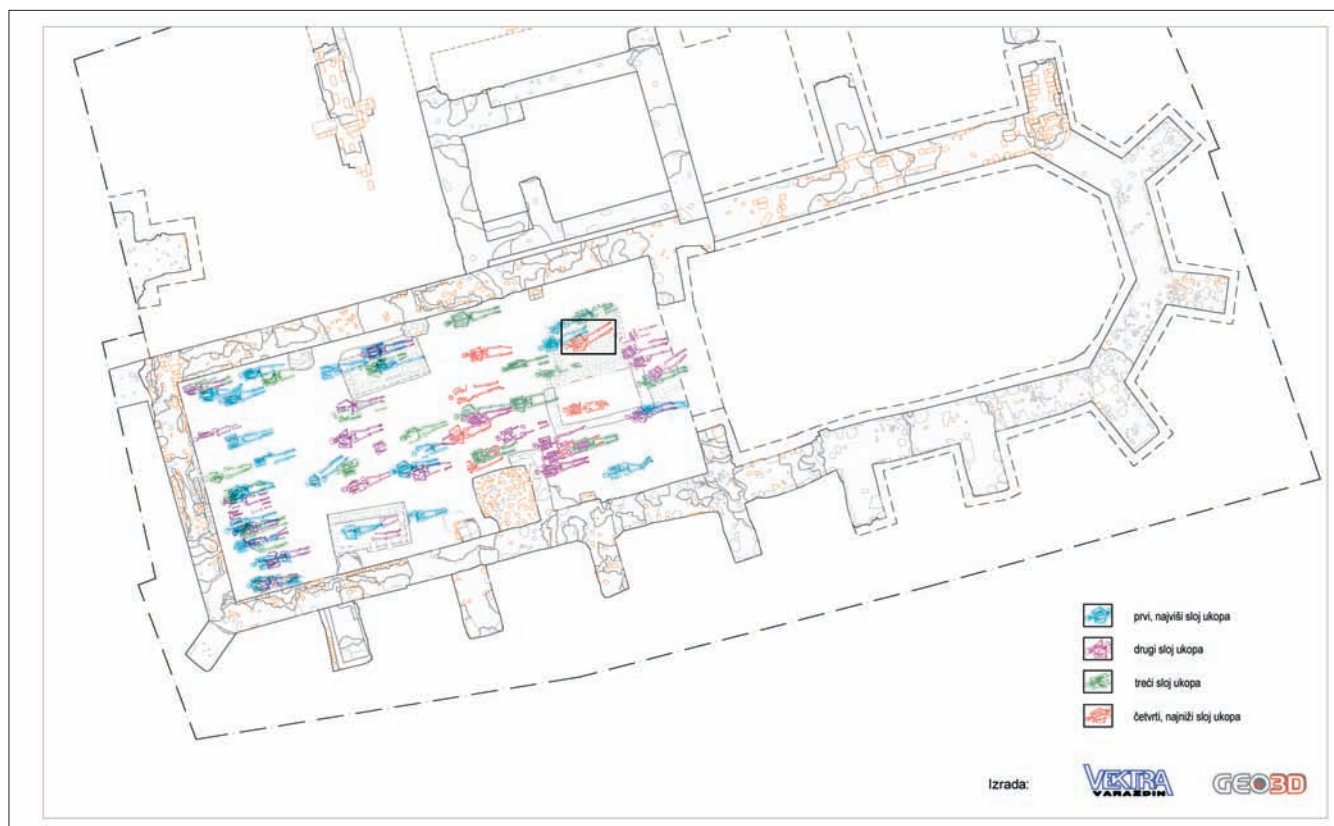 prvi, najviši sloj ukopa
drugi sloj ukopa
treći sloj ukopa
četvrti, najniži sloj ukopa
Izrada:
VEKTRA
VARAŽDIN
GEO3D